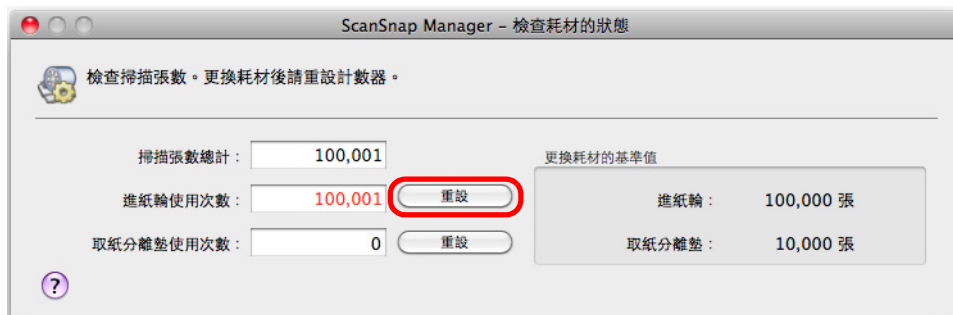 ScanSnap Manager – 檢查耗材的狀態
檢查掃描張數。更換耗材後請重設計數器。
掃描張數總計： 100,001
進紙輪使用次數： 100,001 重設
取紙分離墊使用次數： 0 重設
更換耗材的基準值
進紙輪： 100,000 張
取紙分離墊： 10,000 張
?